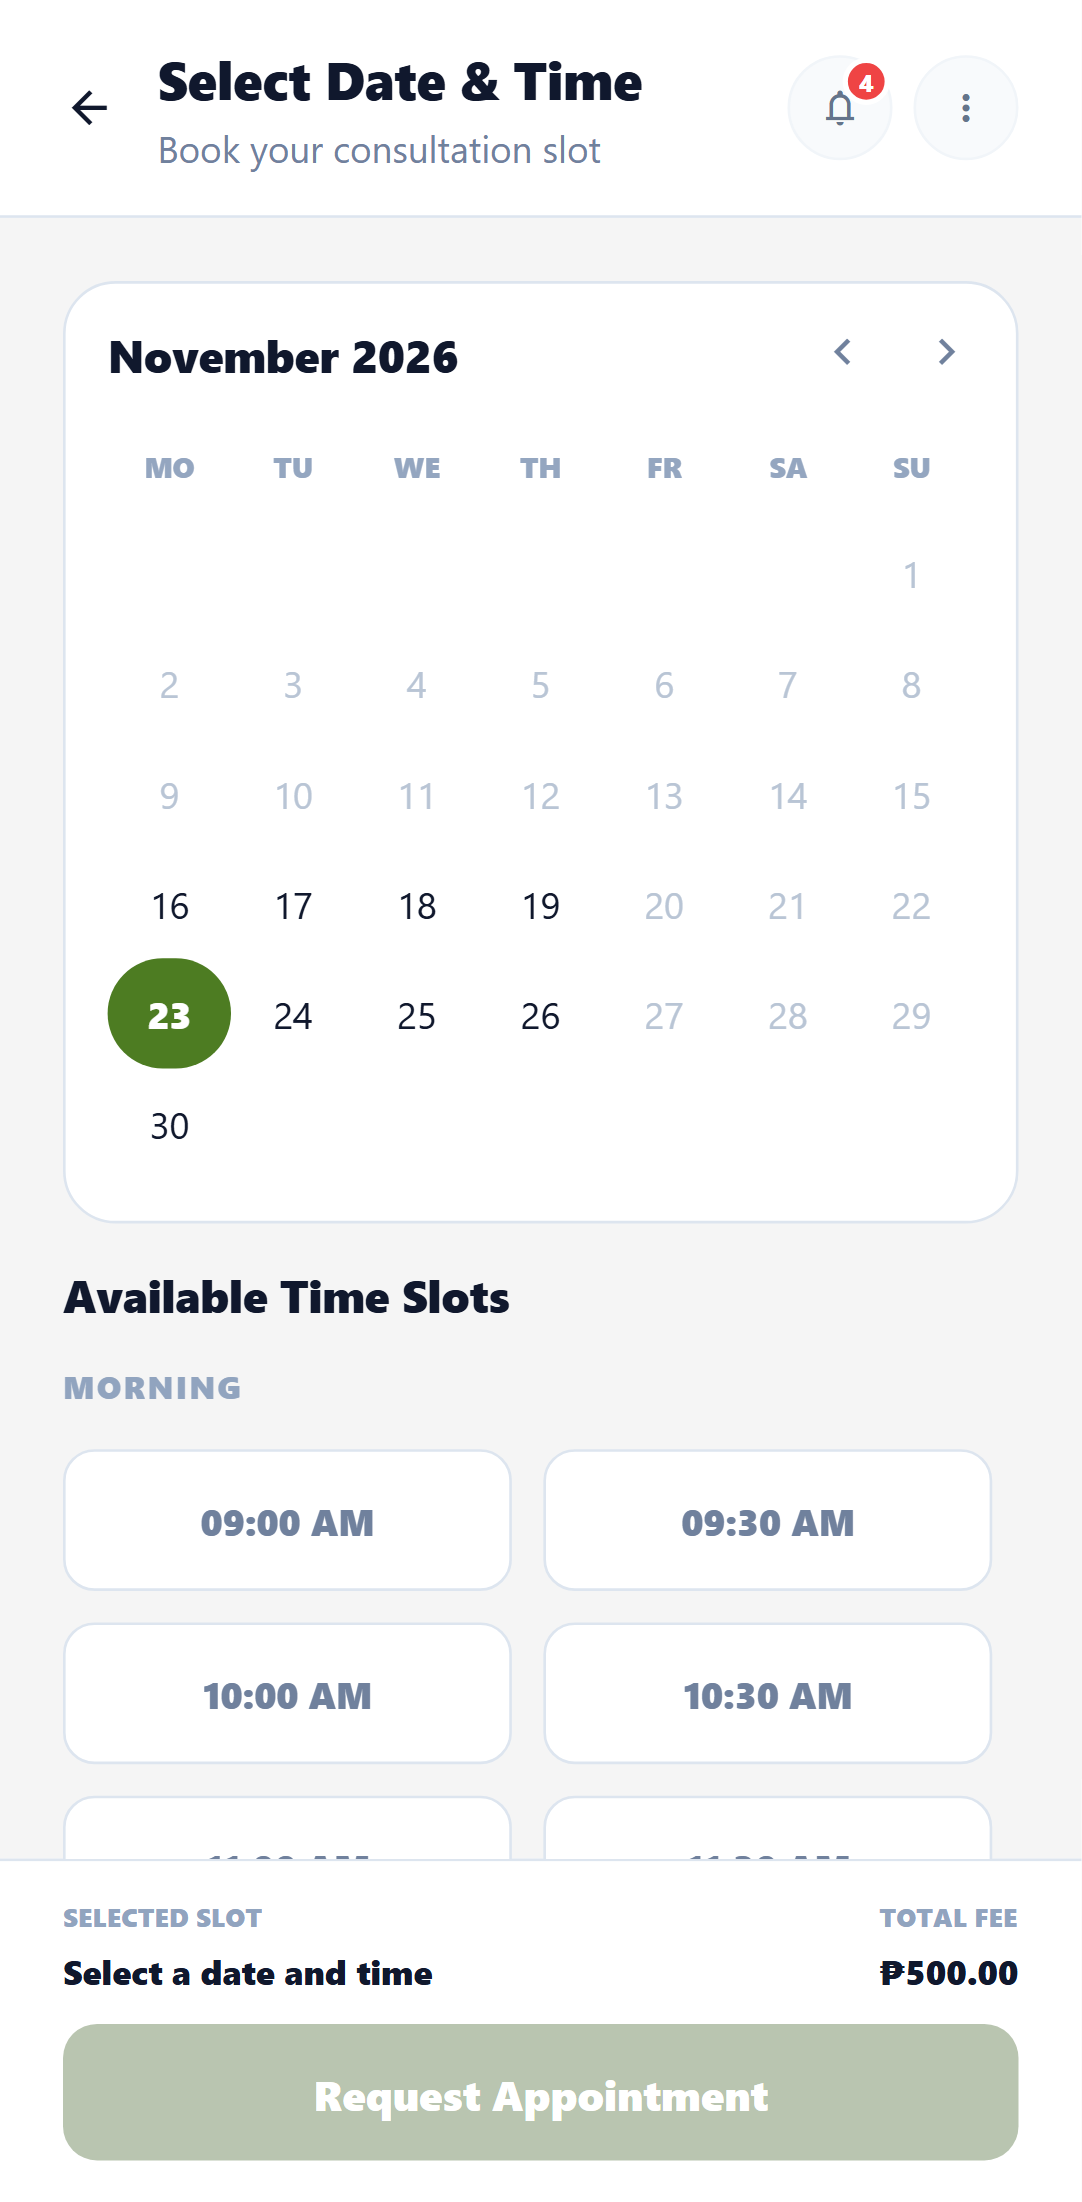 Select Date & Time
4
Book your consultation slot
November 2026
MO TU WE TH FR SA SU
1
2 3 4 5 6 7 8
9 10 11 12 13 14 15
16 17 18 19 20 21 22
23 24 25 26 27 28 29
30
Available Time Slots
MORNING
09:00 AM 09:30 AM
10:00 AM 10:30 AM
SELECTED SLOT TOTAL FEE
Select a date and time ₱500.00
Request Appointment